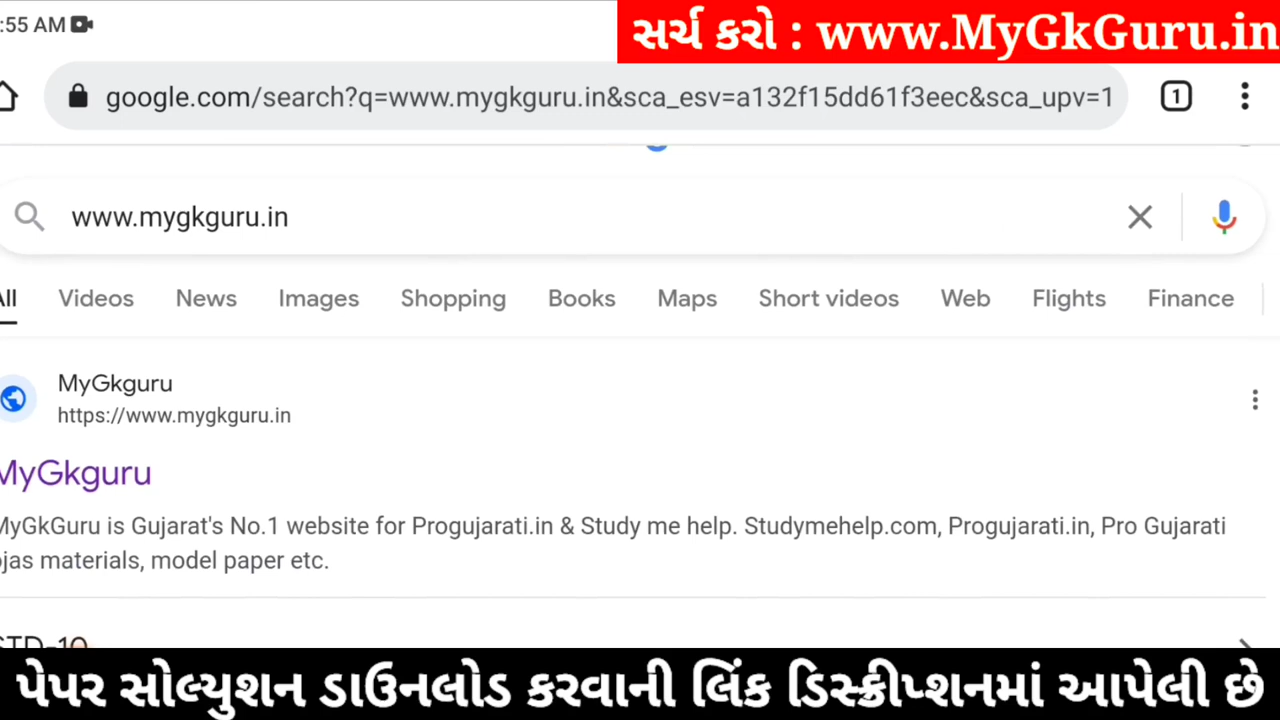 :55 AM
સર્ચ કરો : www.MyGkGuru.in
google.com/search?q=www.mygkguru.in&sca_esv=a132f15dd61f3eec&sca_upv=1
1
www.mygkguru.in
All Videos News Images Shopping Books Maps Short videos Web Flights Finance
MyGkguru
https://www.mygkguru.in
MyGkguru
MyGkGuru is Gujarat's No.1 website for Progujarati.in & Study me help. Studymehelp.com, Progujarati.in, Pro Gujarati
ojas materials, model paper etc.
STD-10
પેપર સોલ્યુશન ડાઉનલોડ કરવાની લિંક ડિસ્ક્રીપ્શનમાં આપેલી છે